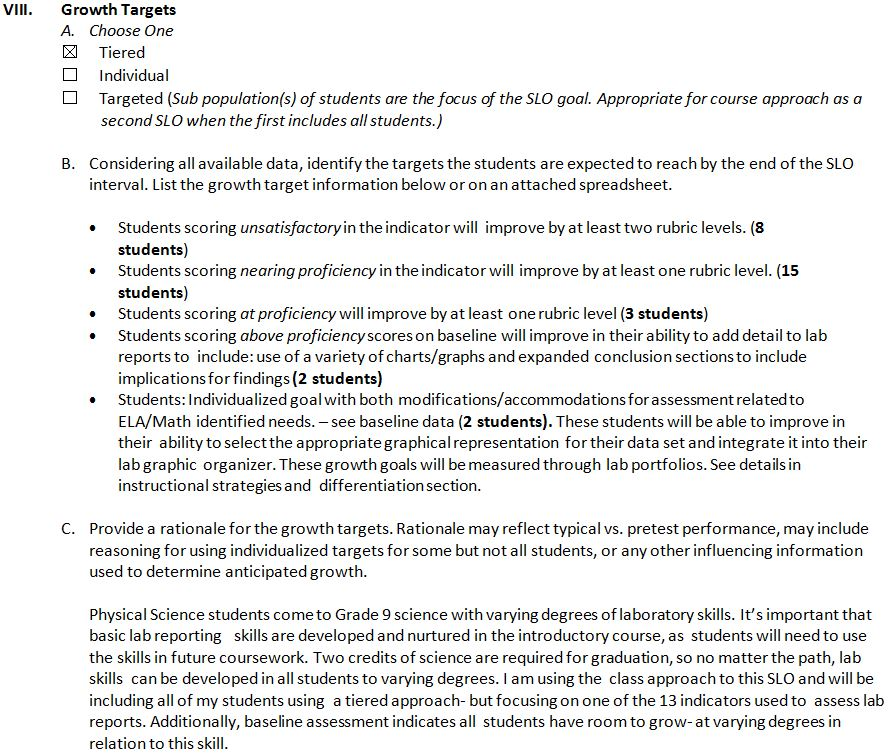 VIII. Growth Targets
A. Choose One
☒ Tiered
☐ Individual
☐ Targeted (Sub population(s) of students are the focus of the SLO goal. Appropriate for course approach as a
second SLO when the first includes all students.)
B. Considering all available data, identify the targets the students are expected to reach by the end of the SLO
interval. List the growth target information below or on an attached spreadsheet.
• Students scoring unsatisfactory in the indicator will improve by at least two rubric levels. (8
students)
• Students scoring nearing proficiency in the indicator will improve by at least one rubric level. (15
students)
• Students scoring at proficiency will improve by at least one rubric level (3 students)
• Students scoring above proficiency scores on baseline will improve in their ability to add detail to lab
reports to include: use of a variety of charts/graphs and expanded conclusion sections to include
implications for findings (2 students)
• Students: Individualized goal with both modifications/accommodations for assessment related to
ELA/Math identified needs. – see baseline data (2 students). These students will be able to improve in
their ability to select the appropriate graphical representation for their data set and integrate it into their
lab graphic organizer. These growth goals will be measured through lab portfolios. See details in
instructional strategies and differentiation section.
C. Provide a rationale for the growth targets. Rationale may reflect typical vs. pretest performance, may include
reasoning for using individualized targets for some but not all students, or any other influencing information
used to determine anticipated growth.
Physical Science students come to Grade 9 science with varying degrees of laboratory skills. It's important that
basic lab reporting skills are developed and nurtured in the introductory course, as students will need to use
the skills in future coursework. Two credits of science are required for graduation, so no matter the path, lab
skills can be developed in all students to varying degrees. I am using the class approach to this SLO and will be
including all of my students using a tiered approach- but focusing on one of the 13 indicators used to assess lab
reports. Additionally, baseline assessment indicates all students have room to grow- at varying degrees in
relation to this skill.